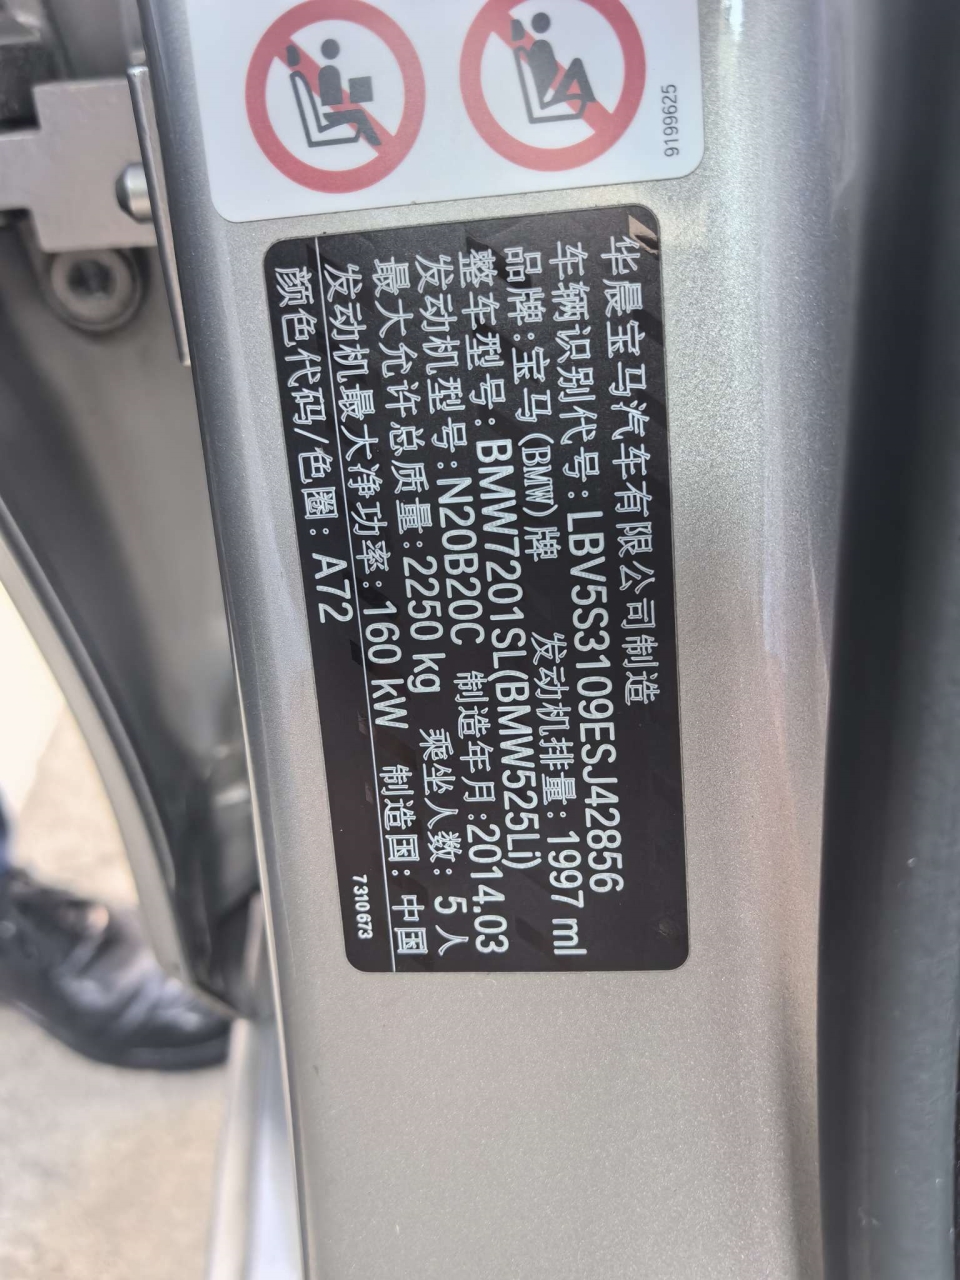 9199625
华晨宝马汽车有限公司制造
车辆识别代号:LBV5S3109ESJ42856
品牌:宝马(BMW)牌 发动机排量:1997 ml
整车型号:BMW7201SL(BMW525Li)
发动机型号:N20B20C 制造年月:2014.03
最大允许总质量:2250 kg 乘坐人数:5人
发动机最大净功率:160 kW 制造国:中国
颜色代码/色圈:A72
7310673